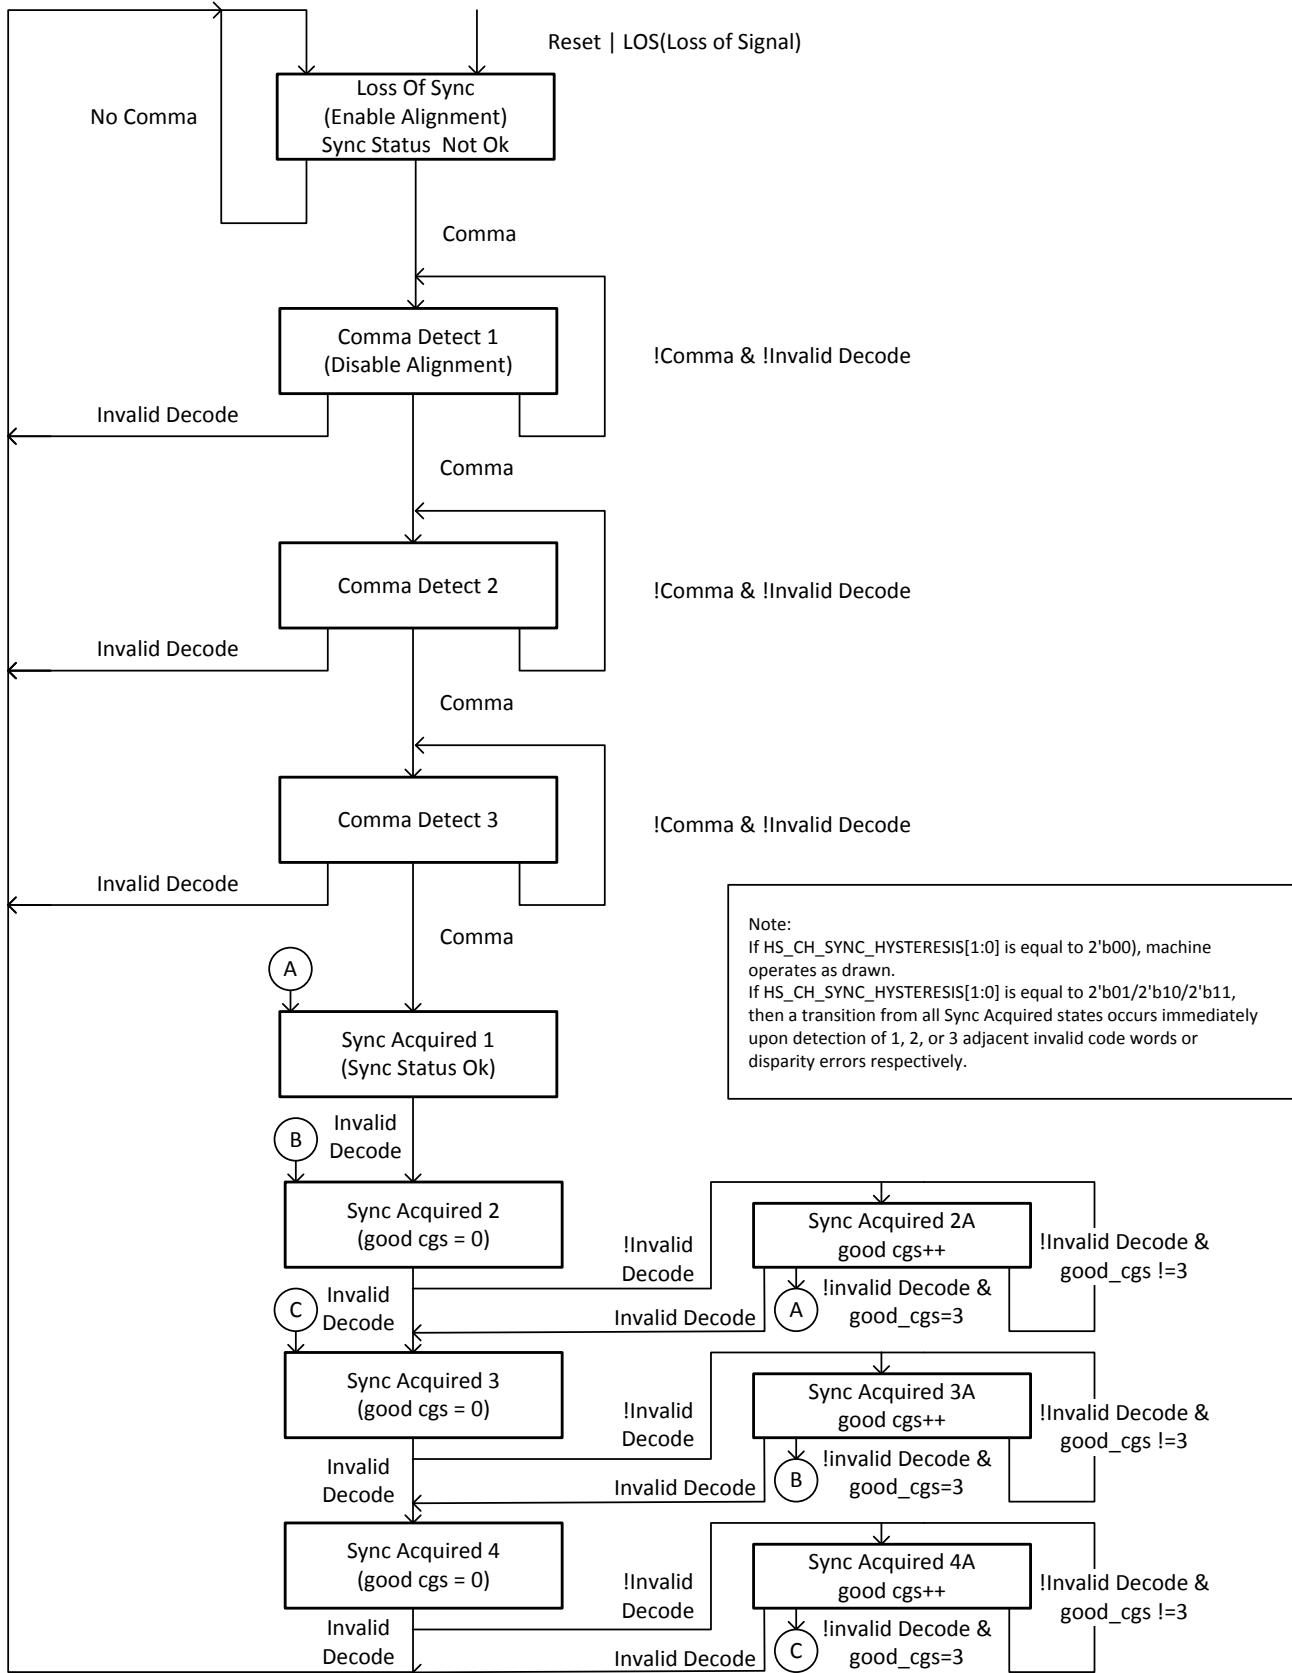 Reset | LOS(Loss of Signal)
Loss Of Sync
(Enable Alignment)
Sync Status Not Ok
No Comma
Comma
Comma Detect 1
(Disable Alignment)
!Comma & !Invalid Decode
Invalid Decode
Comma
Comma Detect 2
!Comma & !Invalid Decode
Invalid Decode
Comma
Comma Detect 3
!Comma & !Invalid Decode
Invalid Decode
Comma
Note:
If HS_CH_SYNC_HYSTERESIS[1:0] is equal to 2'b00), machine
operates as drawn.
If HS_CH_SYNC_HYSTERESIS[1:0] is equal to 2'b01/2'b10/2'b11,
then a transition from all Sync Acquired states occurs immediately
upon detection of 1, 2, or 3 adjacent invalid code words or
disparity errors respectively.
A
Sync Acquired 1
(Sync Status Ok)
Invalid
Decode
B
Sync Acquired 2
(good cgs = 0)
!Invalid
Decode
Sync Acquired 2A
good cgs++
!Invalid Decode &
good_cgs !=3
A
!invalid Decode &
good_cgs=3
Invalid Decode
Invalid
Decode
C
Sync Acquired 3
(good cgs = 0)
!Invalid
Decode
Sync Acquired 3A
good cgs++
!Invalid Decode &
good_cgs !=3
B
!invalid Decode &
good_cgs=3
Invalid Decode
Invalid
Decode
Sync Acquired 4
(good cgs = 0)
!Invalid
Decode
Sync Acquired 4A
good cgs++
!Invalid Decode &
good_cgs !=3
C
!invalid Decode &
good_cgs=3
Invalid Decode
Invalid
Decode